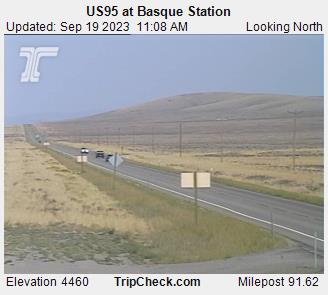 US95 at Basque Station
Updated: Sep 19 2023 11:08 AM Looking North
Elevation 4460 TripCheck.com Milepost 91.62